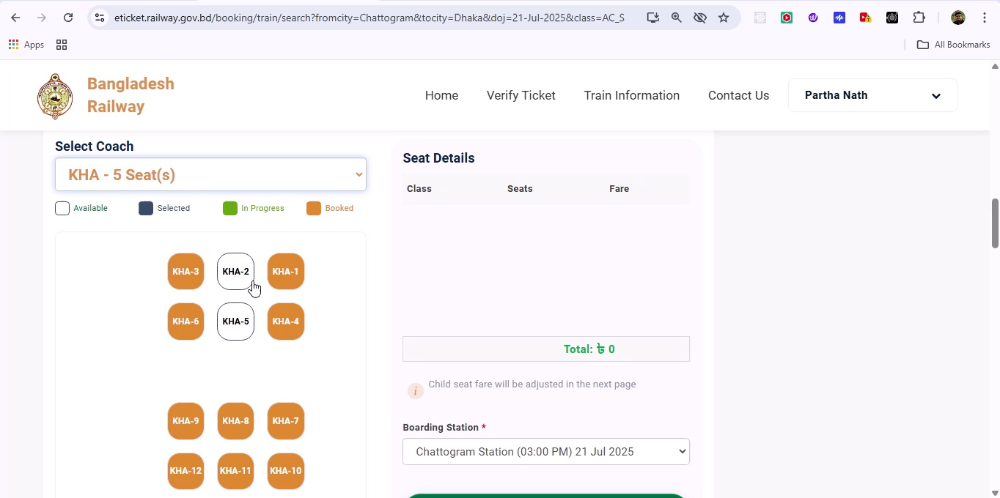 eticket.railway.gov.bd/booking/train/search?fromcity=Chattogram&tocity=Dhaka&doj=21-Jul-2025&class=AC_S
Apps
All Bookmarks
Bangladesh
Railway
Home
Verify Ticket
Train Information
Contact Us
Partha Nath
Select Coach
KHA - 5 Seat(s)
Available
Selected
In Progress
Booked
KHA-3
KHA-2
KHA-1
KHA-6
KHA-5
KHA-4
KHA-9
KHA-8
KHA-7
KHA-12
KHA-11
KHA-10
Seat Details
Class
Seats
Fare
Total: ৳ 0
i
Child seat fare will be adjusted in the next page
Boarding Station *
Chattogram Station (03:00 PM) 21 Jul 2025